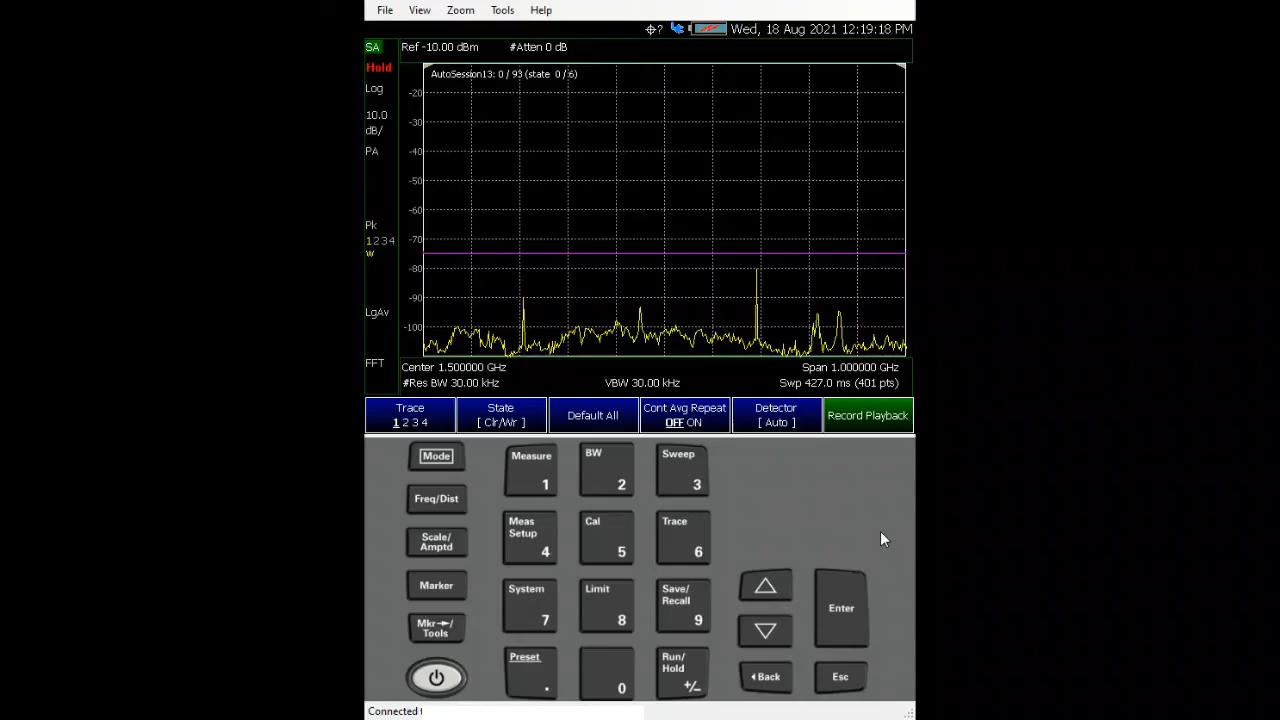 File View Zoom Tools Help
? Wed, 18 Aug 2021 12:19:18 PM
SA Ref -10.00 dBm #Atten 0 dB
Hold
AutoSession13: 0 / 93 (state 0 / 6)
Log
-20
10.0
-30
dB/
PA
-40
-50
-60
Pk
1234
-70
W
-80
-90
LgAv
-100
FFT
Center 1.500000 GHz Span 1.000000 GHz
#Res BW 30.00 kHz VBW 30.00 kHz Swp 427.0 ms (401 pts)
Trace
1 2 3 4
State
[ Clr/Wr ]
Default All
Cont Avg Repeat
OFF ON
Detector
[ Auto ]
Record Playback
Mode
Measure
1
BW
2
Sweep
3
Freq/Dist
Scale/
Amptd
Meas
Setup
4
Cal
5
Trace
6
Marker
System
7
Limit
8
Save/
Recall
9
Enter
Mkr→/
Tools
Preset
.
0
Run/
Hold
+/−
Back
Esc
Connected